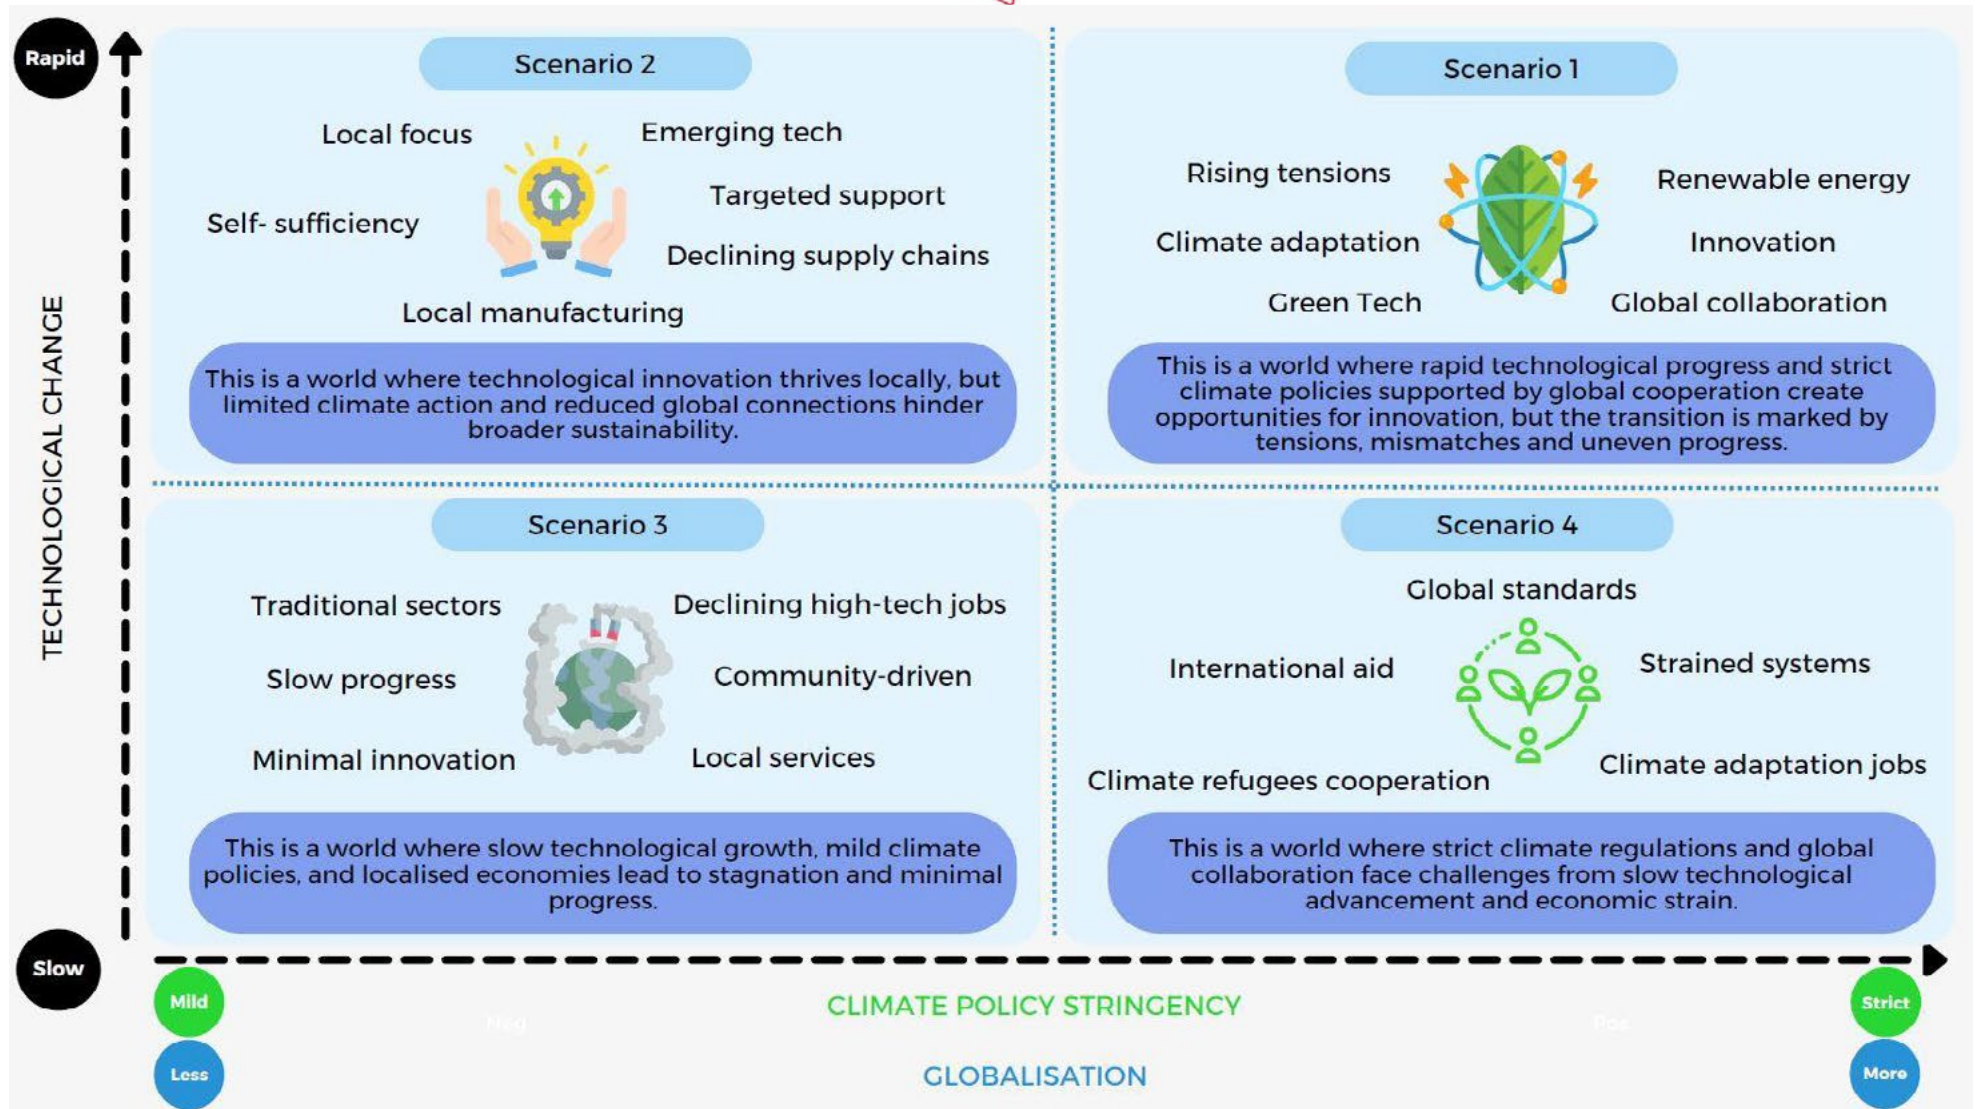 Rapid
TECHNOLOGICAL CHANGE
Slow
Scenario 2
Local focus
Emerging tech
Targeted support
Self- sufficiency
Declining supply chains
Local manufacturing
This is a world where technological innovation thrives locally, but
limited climate action and reduced global connections hinder
broader sustainability.
Scenario 1
Rising tensions
Renewable energy
Climate adaptation
Innovation
Green Tech
Global collaboration
This is a world where rapid technological progress and strict
climate policies supported by global cooperation create
opportunities for innovation, but the transition is marked by
tensions, mismatches and uneven progress.
Scenario 3
Traditional sectors
Declining high-tech jobs
Slow progress
Community-driven
Minimal innovation
Local services
This is a world where slow technological growth, mild climate
policies, and localised economies lead to stagnation and minimal
progress.
Scenario 4
Global standards
International aid
Strained systems
Climate adaptation jobs
Climate refugees cooperation
This is a world where strict climate regulations and global
collaboration face challenges from slow technological
advancement and economic strain.
Mild
CLIMATE POLICY STRINGENCY
Strict
Neg
Pos
Less
GLOBALISATION
More